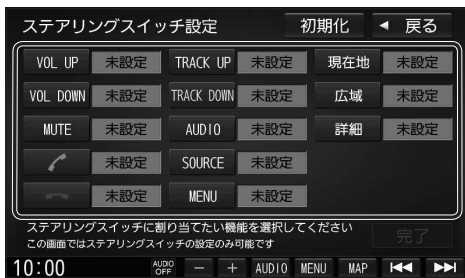 ステアリングスイッチ設定 初期化 ◀ 戻る
VOL UP 未設定 TRACK UP 未設定 現在地 未設定
VOL DOWN 未設定 TRACK DOWN 未設定 広域 未設定
MUTE 未設定 AUDIO 未設定 詳細 未設定
未設定 SOURCE 未設定
未設定 MENU 未設定
ステアリングスイッチに割り当てたい機能を選択してください
この画面ではステアリングスイッチの設定のみ可能です 完了
10:00 AUDIO OFF − + AUDIO MENU MAP